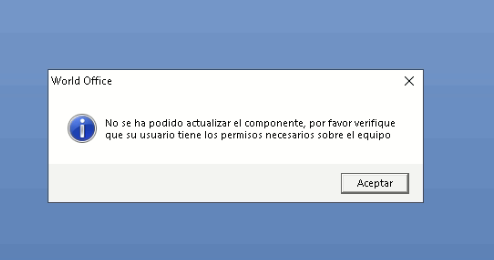 World Office
No se ha podido actualizar el componente, por favor verifique
que su usuario tiene los permisos necesarios sobre el equipo
Aceptar